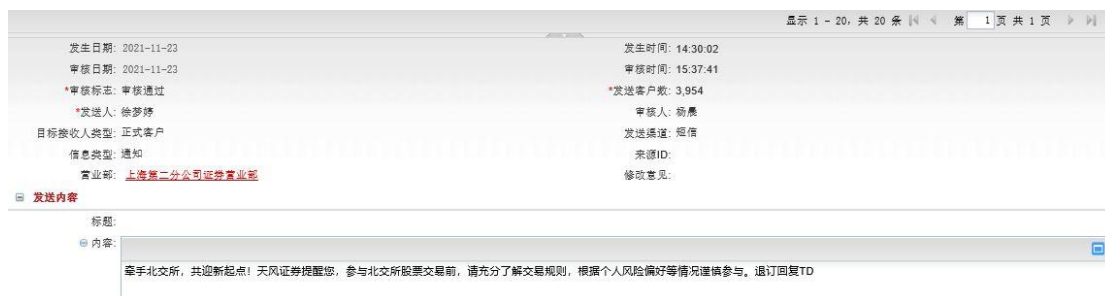 显示 1 - 20, 共 20 条 第 1 页 共 1 页
发生日期: 2021-11-23 发生时间: 14:30:02
审核日期: 2021-11-23 审核时间: 15:37:41
*审核标志: 审核通过 *发送客户数: 3,954
*发送人: 徐梦婷 审核人: 杨晨
目标接收人类型: 正式客户 发送渠道: 短信
信息类型: 通知 来源ID:
营业部: 上海第二分公司证券营业部 修改意见:
发送内容
标题:
内容:
牵手北交所，共迎新起点！天风证券提醒您，参与北交所股票交易前，请充分了解交易规则，根据个人风险偏好等情况谨慎参与。退订回复TD